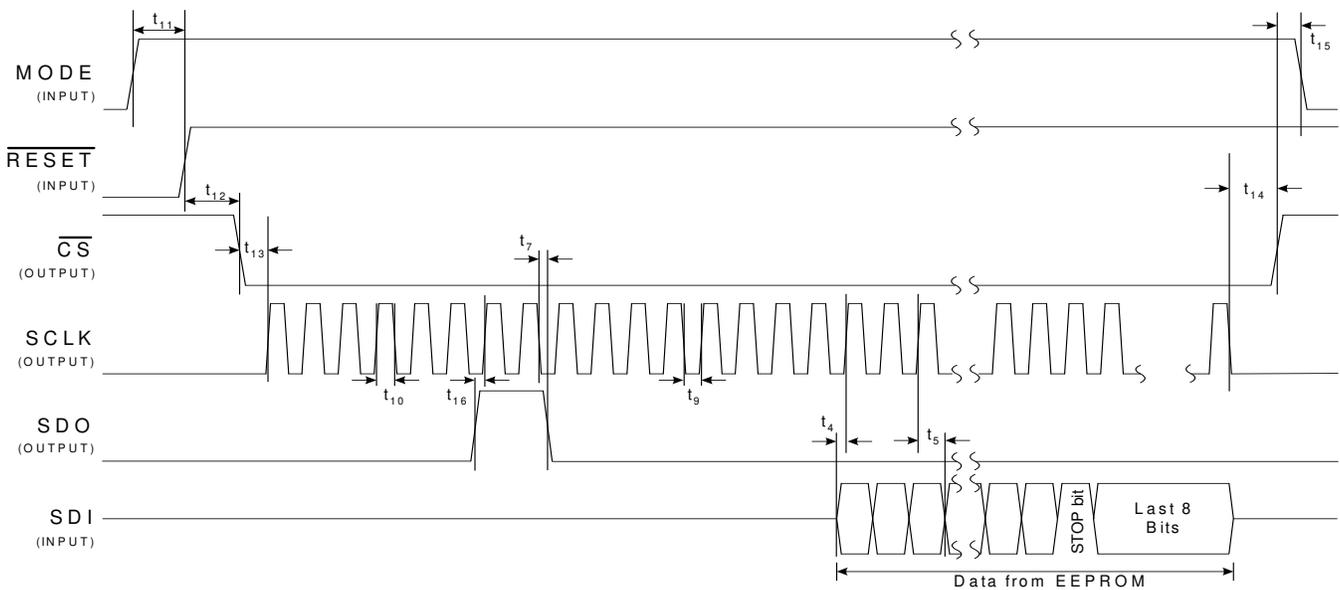 t11
t15
MODE
(INPUT)
RESET
(INPUT)
t12
t14
CS
(OUTPUT)
t13
t7
SCLK
(OUTPUT)
t10
t16
t9
SDO
(OUTPUT)
t4
t5
SDI
(INPUT)
STOP bit
Last 8
Bits
Data from EEPROM